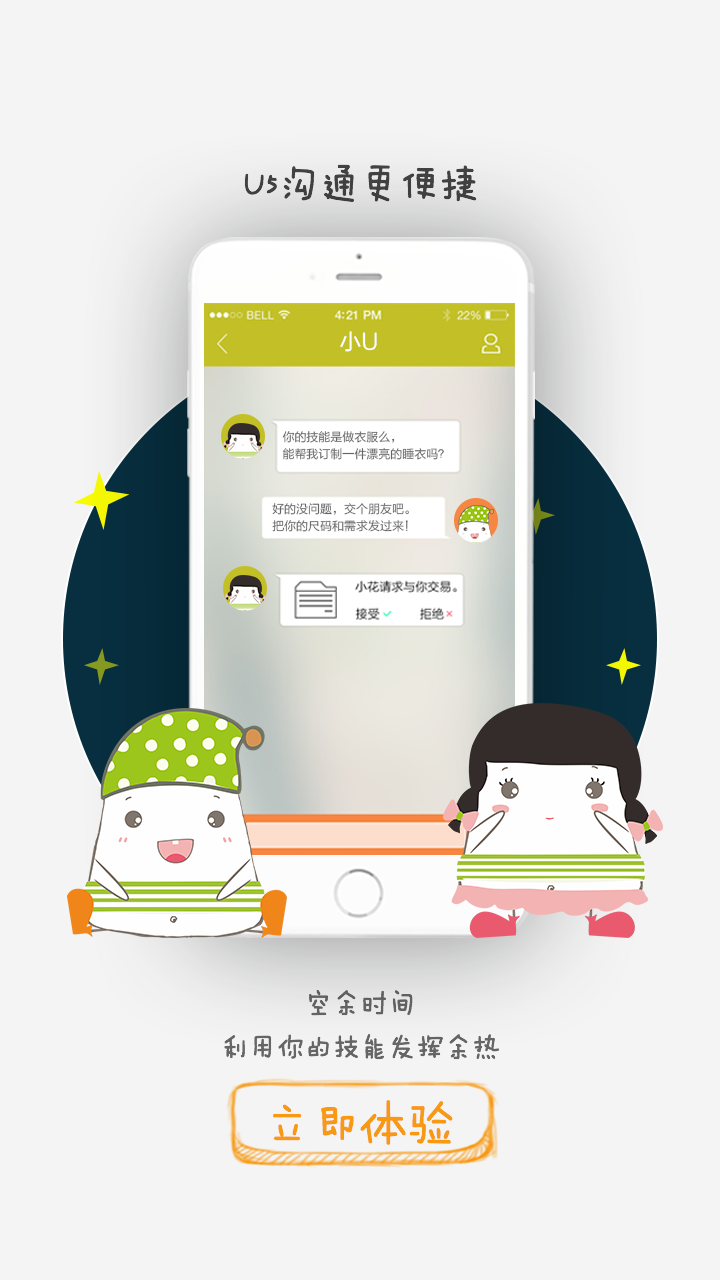 U5沟通更便捷
BELL 4:21 PM 22%
小U
你的技能是做衣服么，
能帮我订制一件漂亮的睡衣吗？
好的没问题，交个朋友吧。
把你的尺码和需求发过来！
小花请求与你交易。
接受 拒绝
空余时间
利用你的技能发挥余热
立即体验